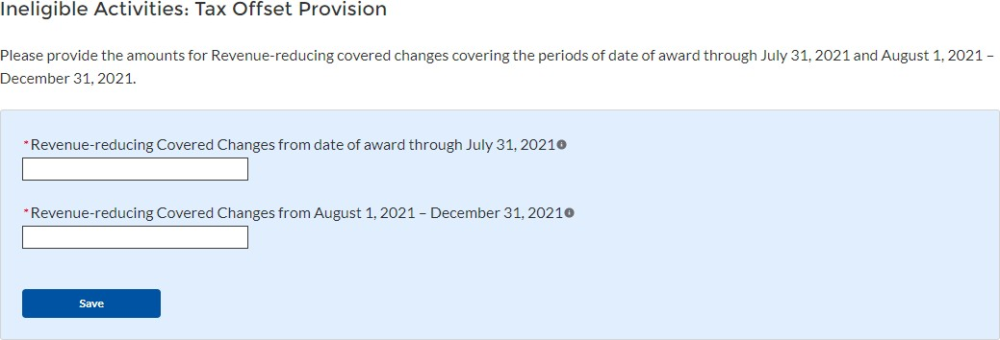 Ineligible Activities: Tax Offset Provision
Please provide the amounts for Revenue-reducing covered changes covering the periods of date of award through July 31, 2021 and August 1, 2021 –
December 31, 2021.
*Revenue-reducing Covered Changes from date of award through July 31, 2021
*Revenue-reducing Covered Changes from August 1, 2021 – December 31, 2021
Save